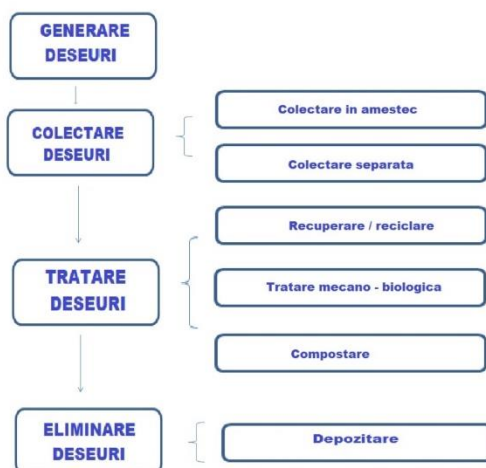 GENERARE
DESEURI
COLECTARE
DESEURI
Colectare in amestec
Colectare separata
TRATARE
DESEURI
Recuperare / reciclare
Tratare mecano - biologica
Compostare
ELIMINARE
DESEURI
Depozitare